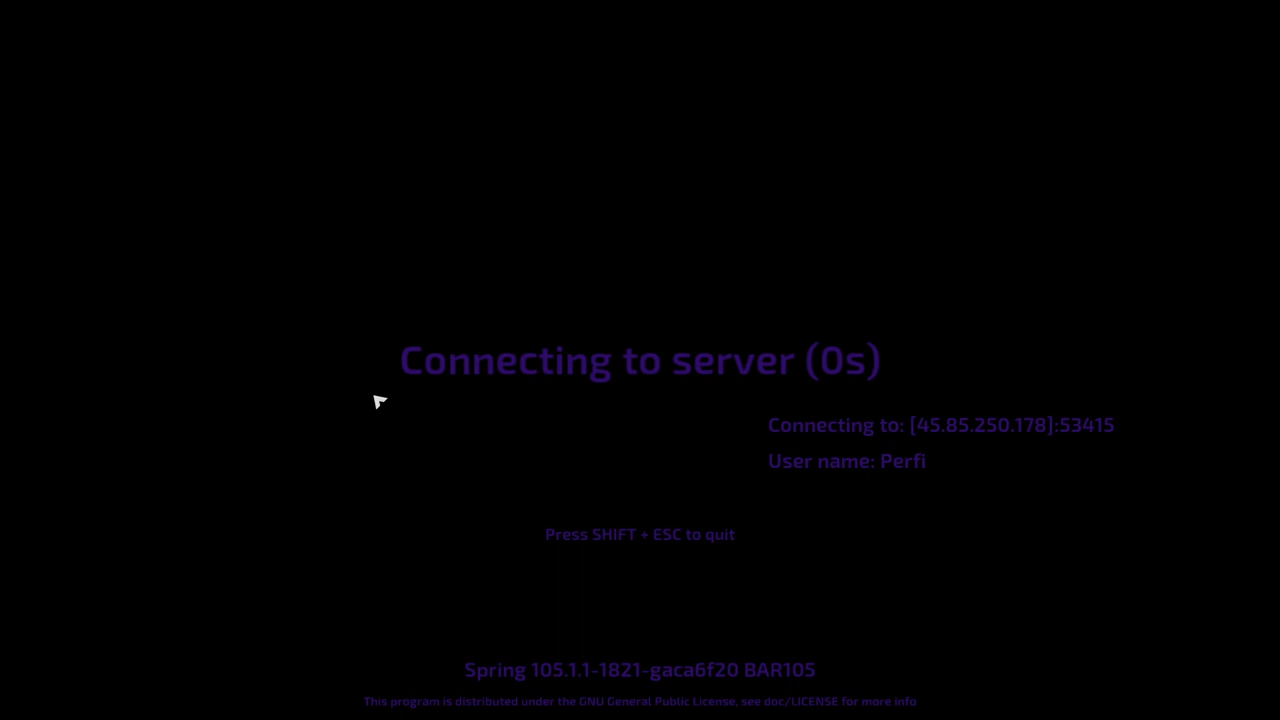 Connecting to server (0s)
Connecting to: [45.85.250.178]:53415
User name: Perfi
Press SHIFT + ESC to quit
Spring 105.1.1-1821-gaca6f20 BAR105
This program is distributed under the GNU General Public License, see doc/LICENSE for more info